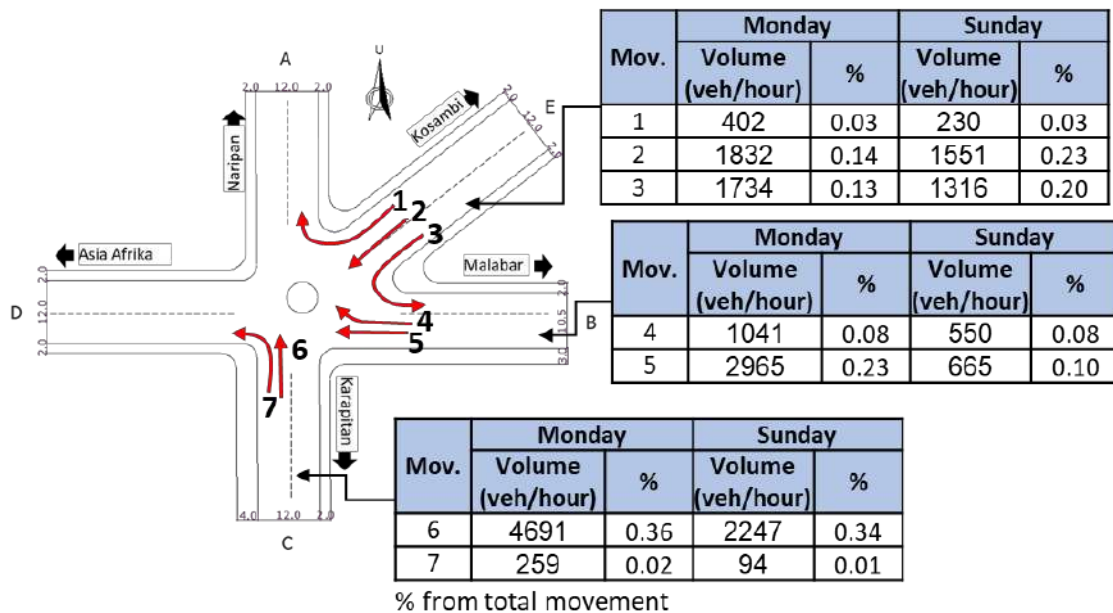 Mov. Monday Sunday
Volume (veh/hour) % Volume (veh/hour) %
1 402 0.03 230 0.03
2 1832 0.14 1551 0.23
3 1734 0.13 1316 0.20
Mov. Monday Sunday
Volume (veh/hour) % Volume (veh/hour) %
4 1041 0.08 550 0.08
5 2965 0.23 665 0.10
Mov. Monday Sunday
Volume (veh/hour) % Volume (veh/hour) %
6 4691 0.36 2247 0.34
7 259 0.02 94 0.01
% from total movement
A
2.0 12.0 2.0
U
Naripan
Kosambi
2.0 12.0 2.0
E
1
2
3
Asia Afrika
Malabar
D
2.0 12.0 2.0
2.0 10.5 3.0
B
4
5
6
7
Karapitan
4.0 12.0 2.0
C